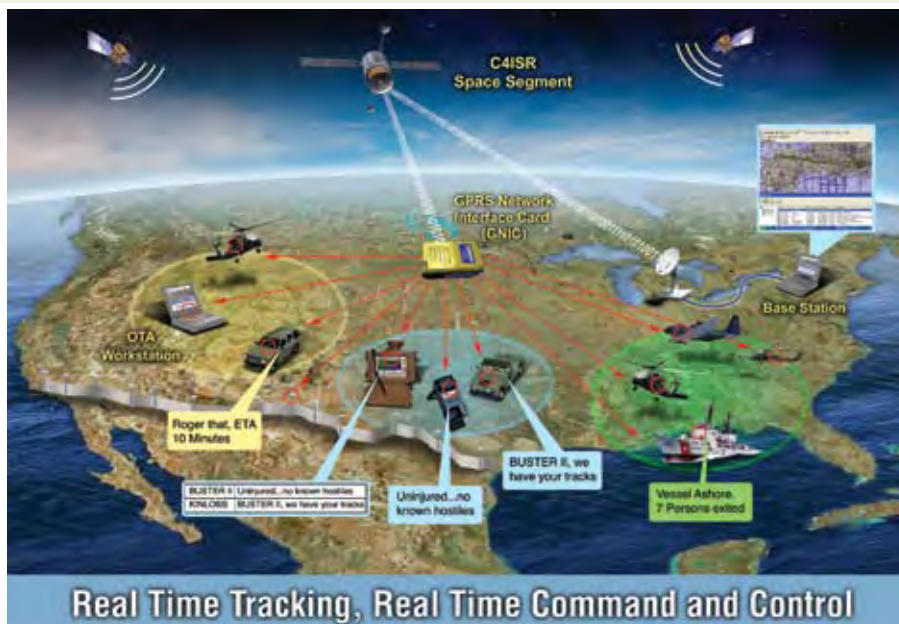 C4ISR
Space Segment
GPRS Network
Interface Card
(GNIC)
Base Station
OTA
Workstation
Roger that, ETA
10 Minutes
BUSTER II Uninjured...no known hostiles
KINLOSS BUSTER II, we have your tracks
Uninjured...no
known hostiles
BUSTER III, we
have your tracks
Vessel Ashore,
7 Persons exited
Real Time Tracking, Real Time Command and Control